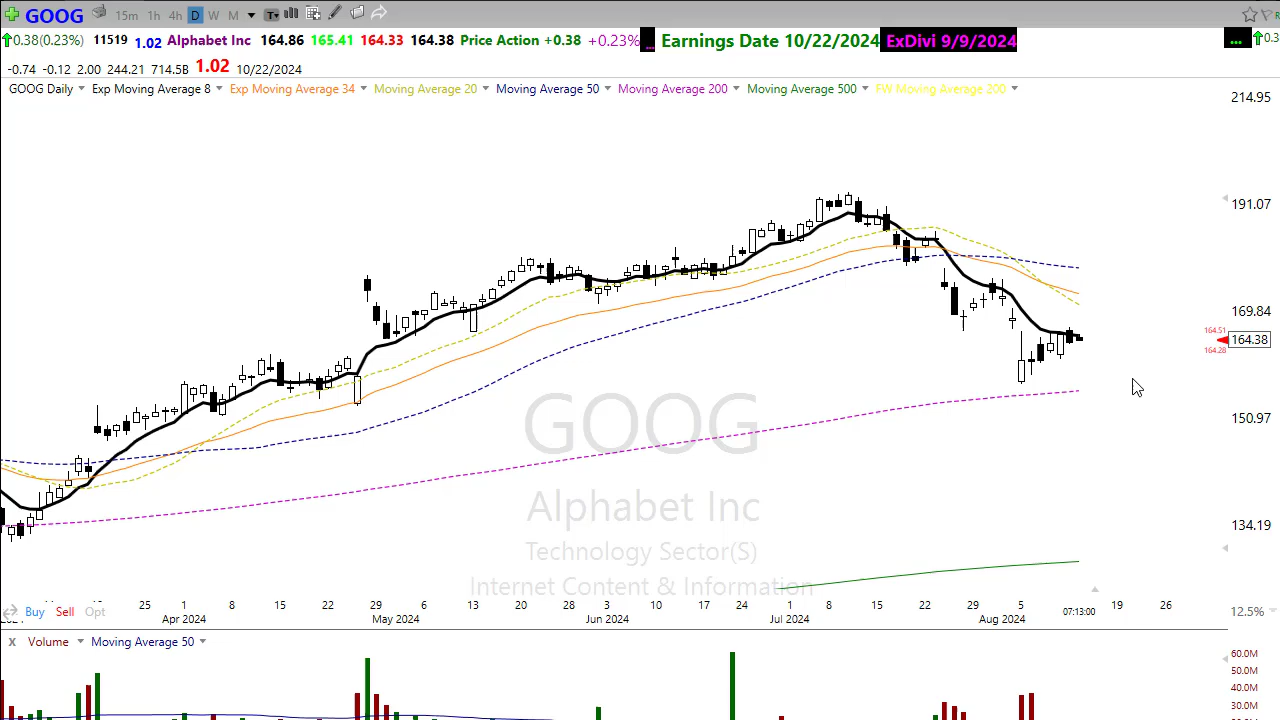 GOOG 15m 1h 4h D W M T
0.38(0.23%) 11519 1.02 Alphabet Inc 164.86 165.41 164.33 164.38 Price Action +0.38 +0.23% ... Earnings Date 10/22/2024 ExDivi 9/9/2024 ... 0.3
-0.74 -0.12 2.00 244.21 714.5B 1.02 10/22/2024
GOOG Daily Exp Moving Average 8 Exp Moving Average 34 Moving Average 20 Moving Average 50 Moving Average 200 Moving Average 500 FW Moving Average 200
214.95
191.07
169.84
164.51
164.38
164.28
150.97
134.19
GOOG
Alphabet Inc
Technology Sector(S)
Internet Content & Information
25 1 8 15 22 29 6 13 20 28 3 10 17 24 1 8 15 22 29 5 07:13:00 19 26
Buy Sell Opt 12.5%
Apr 2024 May 2024 Jun 2024 Jul 2024 Aug 2024
X Volume Moving Average 50
60.0M
50.0M
40.0M
30.0M